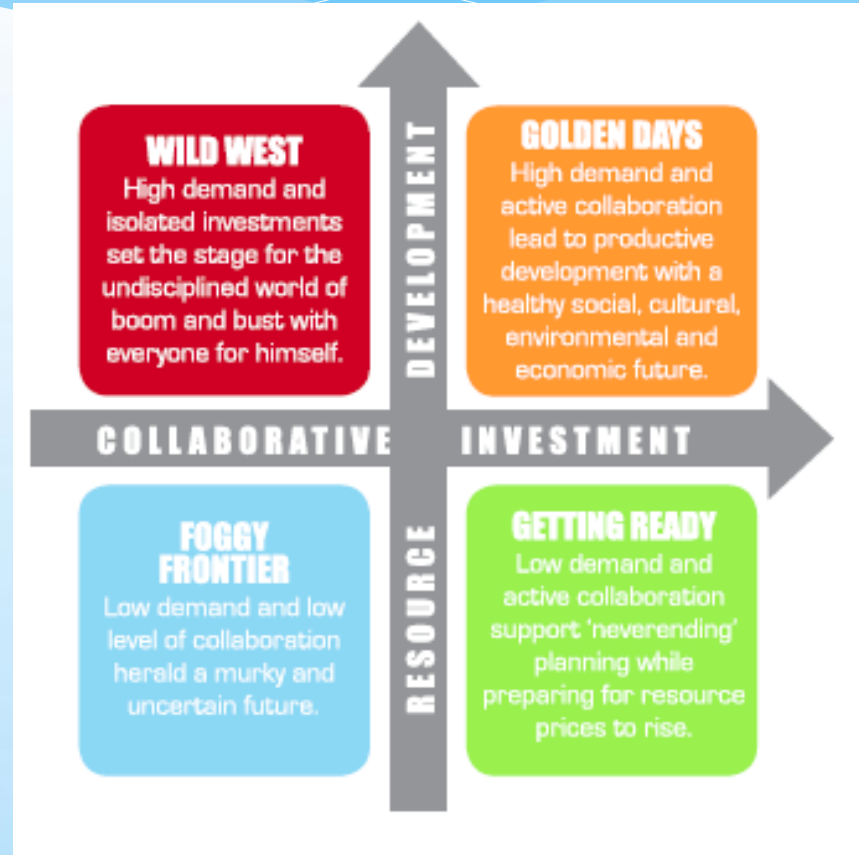 WILD WEST
High demand and
isolated investments
set the stage for the
undisciplined world of
boom and bust with
everyone for himself.
GOLDEN DAYS
High demand and
active collaboration
lead to productive
development with a
healthy social, cultural,
environmental and
economic future.
COLLABORATIVE INVESTMENT
RESOURCE DEVELOPMENT
FOGGY
FRONTIER
Low demand and low
level of collaboration
herald a murky and
uncertain future.
GETTING READY
Low demand and
active collaboration
support ‘neverending’
planning while
preparing for resource
prices to rise.